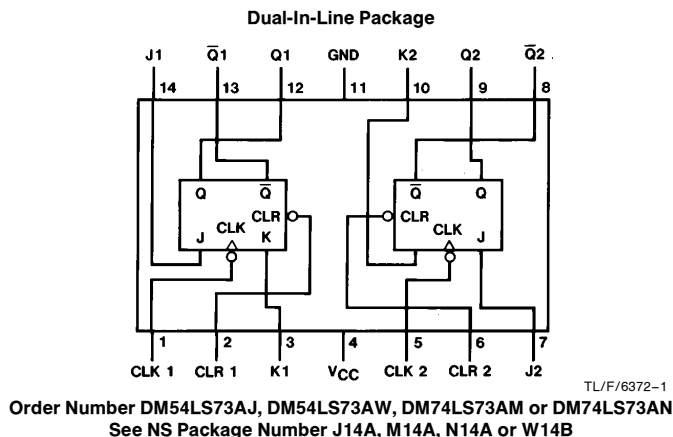 Dual-In-Line Package
J1 Q̅1 Q1 GND K2 Q2 Q̅2
14 13 12 11 10 9 8
Q Q̅ Q̅ Q
CLR CLR
CLK CLK
J K J
1 2 3 4 5 6 7
CLK 1 CLR 1 K1 VCC CLK 2 CLR 2 J2
TL/F/6372–1
Order Number DM54LS73AJ, DM54LS73AW, DM74LS73AM or DM74LS73AN
See NS Package Number J14A, M14A, N14A or W14B